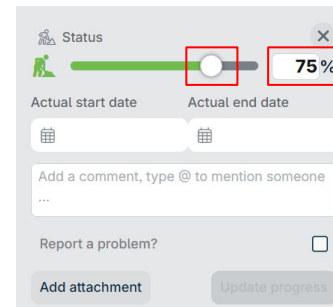 Status
75%
Actual start date Actual end date
Add a comment, type @ to mention someone
...
Report a problem?
Add attachment Update progress